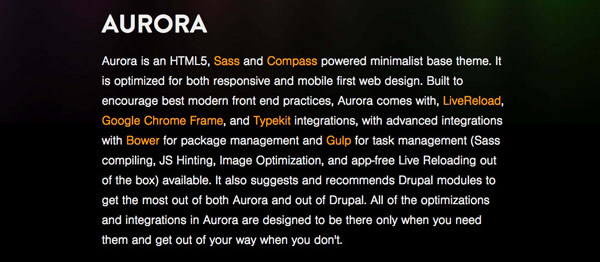 AURORA
Aurora is an HTML5, Sass and Compass powered minimalist base theme. It
is optimized for both responsive and mobile first web design. Built to
encourage best modern front end practices, Aurora comes with, LiveReload,
Google Chrome Frame, and Typekit integrations, with advanced integrations
with Bower for package management and Gulp for task management (Sass
compiling, JS Hinting, Image Optimization, and app-free Live Reloading out
of the box) available. It also suggests and recommends Drupal modules to
get the most out of both Aurora and out of Drupal. All of the optimizations
and integrations in Aurora are designed to be there only when you need
them and get out of your way when you don't.